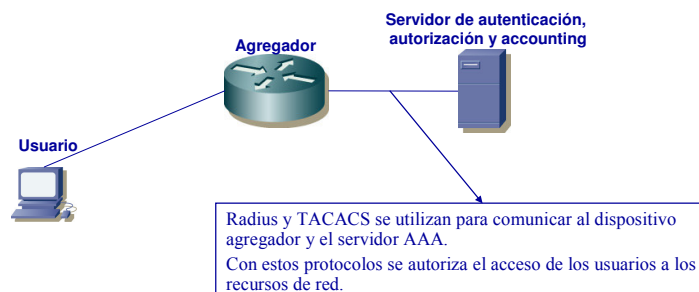 Servidor de autenticación,
autorización y accounting
Agregador
Usuario
Radius y TACACS se utilizan para comunicar al dispositivo
agregador y el servidor AAA.
Con estos protocolos se autoriza el acceso de los usuarios a los
recursos de red.